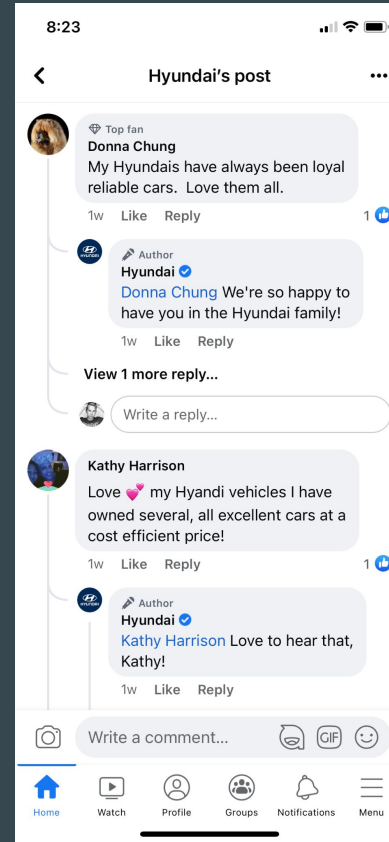 8:23
Hyundai's post
Top fan
Donna Chung
My Hyundais have always been loyal
reliable cars.  Love them all.
1w Like Reply
1
HYUNDAI
Author
Hyundai
Donna Chung We're so happy to
have you in the Hyundai family!
1w Like Reply
View 1 more reply...
Write a reply...
Kathy Harrison
Love 💕 my Hyandi vehicles I have
owned several, all excellent cars at a
cost efficient price!
1w Like Reply
1
HYUNDAI
Author
Hyundai
Kathy Harrison Love to hear that,
Kathy!
1w Like Reply
Write a comment...
GIF
Home Watch Profile Groups Notifications Menu